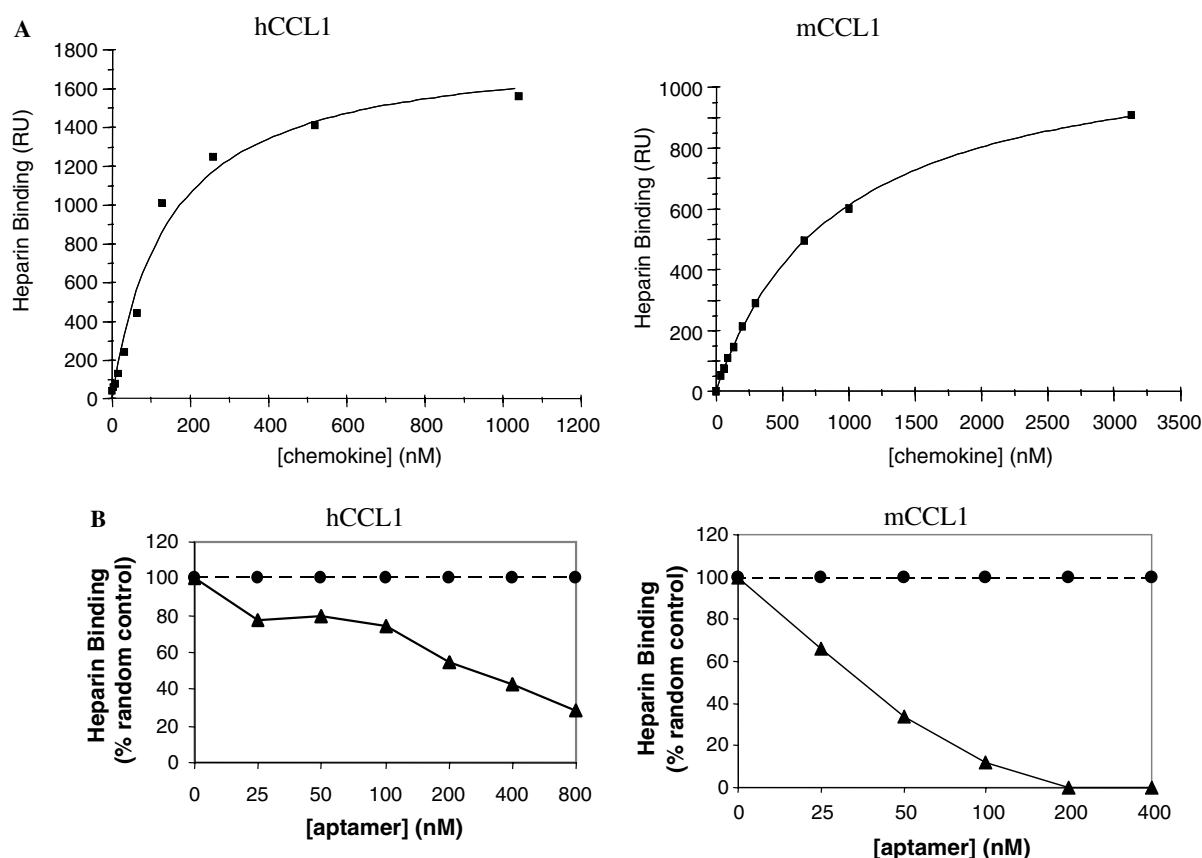 A
hCCL1
mCCL1
1800
1600
1400
1200
1000
800
600
400
200
0
Heparin Binding (RU)
0 200 400 600 800 1000 1200
[chemokine] (nM)
1000
800
600
400
200
0
Heparin Binding (RU)
0 500 1000 1500 2000 2500 3000 3500
[chemokine] (nM)
B
hCCL1
mCCL1
120
100
80
60
40
20
0
Heparin Binding
(% random control)
0 25 50 100 200 400 800
[aptamer] (nM)
120
100
80
60
40
20
0
Heparin Binding
(% random control)
0 25 50 100 200 400
[aptamer] (nM)